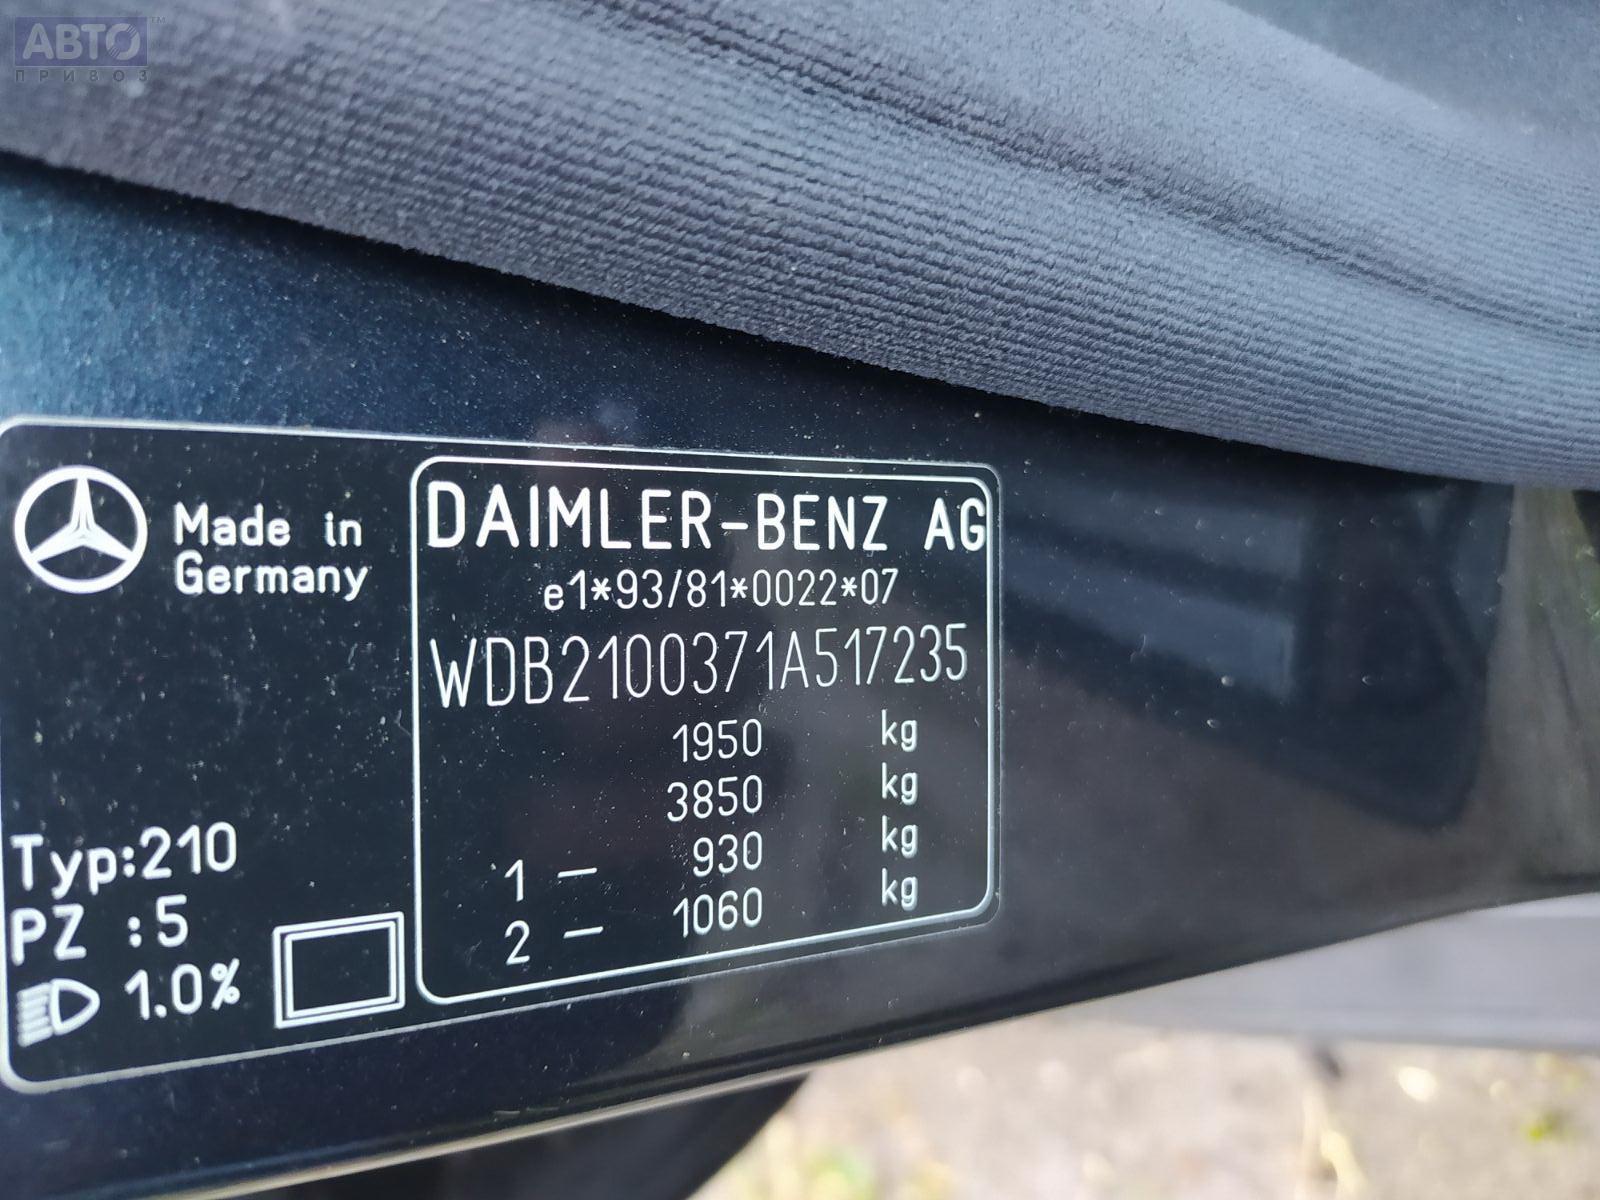 АВТО™
ПРИВОЗ
Made in
Germany
Typ:210
PZ :5
1.0%
DAIMLER-BENZ AG
e1*93/81*0022*07
WDB2100371A517235
1950 kg
3850 kg
1 — 930 kg
2 — 1060 kg